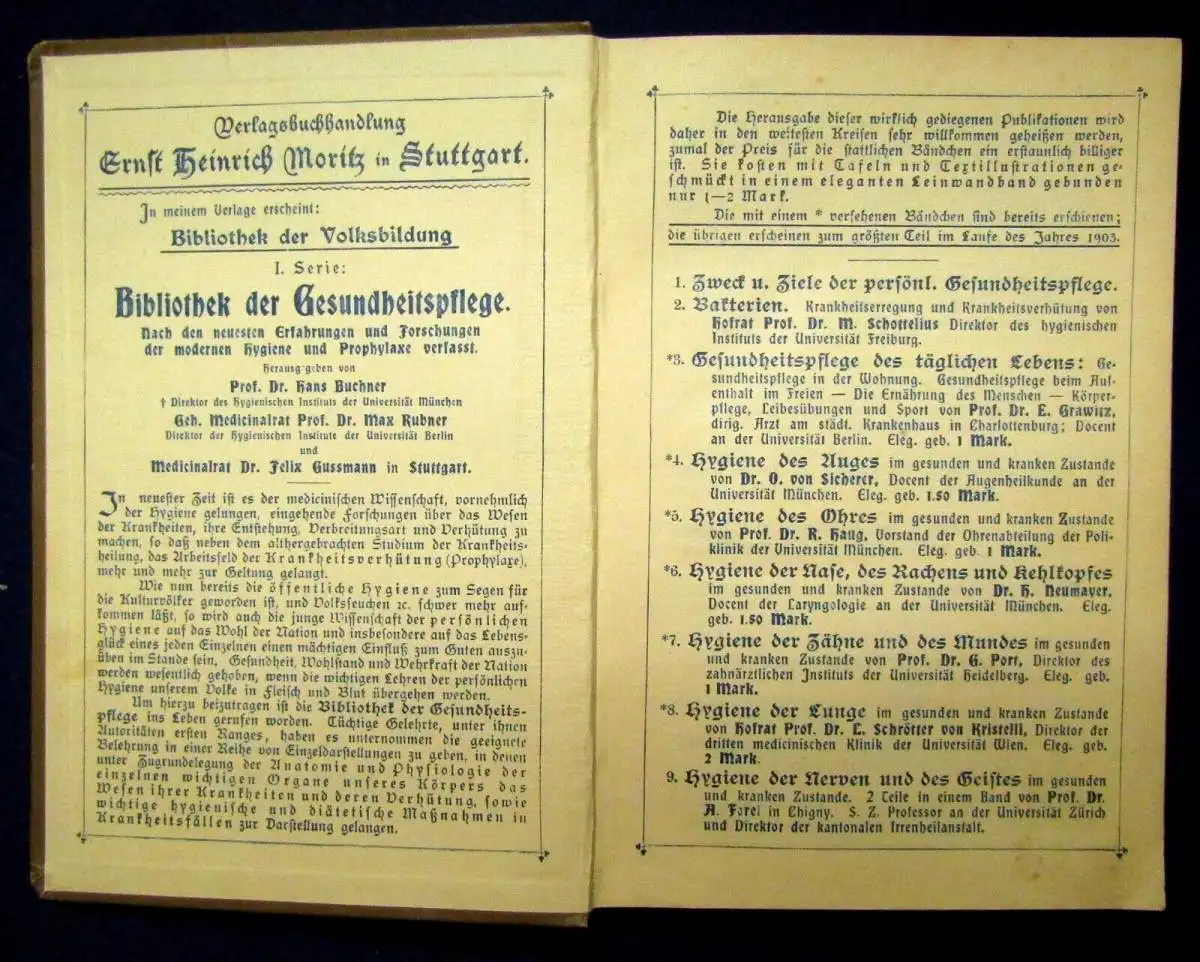 Verlagsbuchhandlung
Ernst Heinrich Moritz in Stuttgart.
In meinem Verlage erscheint:
Bibliothek der Volksbildung
I. Serie:
Bibliothek der Gesundheitspflege.
Nach den neuesten Erfahrungen und Forschungen
der modernen Hygiene und Prophylaxe verfasst.
Herausgegeben von
Prof. Dr. Hans Buchner
† Direktor des Hygienischen Instituts der Universität München
Geh. Medicinalrat Prof. Dr. Max Rubner
Direktor der Hygienischen Institute der Universität Berlin
und
Medicinalrat Dr. Felix Gussmann in Stuttgart.
In neuester Zeit ist es der medicinischen Wissenschaft, vornehmlich
der Hygiene gelungen, eingehende Forschungen über das Wesen
der Krankheiten, ihre Entstehung, Verbreitungsart und Verhütung zu
machen, so daß neben dem althergebrachten Studium der Krankheits-
heilung, das Arbeitsfeld der Krankheitsverhütung (Prophylaxe),
mehr und mehr zur Geltung gelangt.
Wie nun bereits die öffentliche Hygiene zum Segen für
die Kulturvölker geworden ist, und Volksseuchen ꝛc. schwer mehr auf-
kommen läßt, so wird auch die junge Wissenschaft der persönlichen
Hygiene auf das Wohl der Nation und insbesondere auf das Lebens-
glück eines jeden Einzelnen einen mächtigen Einfluß zum Guten auszu-
üben im Stande sein, Gesundheit, Wohlstand und Wehrkraft der Nation
werden wesentlich gehoben, wenn die wichtigen Lehren der persönlichen
Hygiene unserem Volke in Fleisch und Blut übergehen werden.
Um hierzu beizutragen ist die Bibliothek der Gesundheits-
pflege ins Leben gerufen worden. Tüchtige Gelehrte, unter ihnen
Autoritäten ersten Ranges, haben es unternommen die geeignete
Belehrung in einer Reihe von Einzeldarstellungen zu geben, in denen
unter Zugrundelegung der Anatomie und Physiologie der
einzelnen wichtigen Organe unseres Körpers das
Wesen ihrer Krankheiten und deren Verhütung, sowie
wichtige hygienische und diätetische Maßnahmen in
Krankheitsfällen zur Darstellung gelangen.
Die Herausgabe dieser wirklich gediegenen Publikationen wird
daher in den weitesten Kreisen sehr willkommen geheißen werden,
zumal der Preis für die stattlichen Bändchen ein erstaunlich billiger
ist. Sie kosten mit Tafeln und Textillustrationen ge-
schmückt in einem eleganten Leinwandband gebunden
nur 1—2 Mark.
Die mit einem * versehenen Bändchen sind bereits erschienen;
die übrigen erscheinen zum größten Teil im Laufe des Jahres 1903.
1. Zweck u. Ziele der persönl. Gesundheitspflege.
2. Bakterien. Krankheitserregung und Krankheitsverhütung von
Hofrat Prof. Dr. M. Schottelius Direktor des hygienischen
Instituts der Universität Freiburg.
*3. Gesundheitspflege des täglichen Lebens: Ge-
sundheitspflege in der Wohnung. Gesundheitspflege beim Auf-
enthalt im Freien — Die Ernährung des Menschen — Körper-
pflege, Leibesübungen und Sport von Prof. Dr. E. Grawitz,
dirig. Arzt am städt. Krankenhaus in Charlottenburg; Docent
an der Universität Berlin. Eleg. geb. 1 Mark.
*4. Hygiene des Auges im gesunden und kranken Zustande
von Dr. O. von Sicherer, Docent der Augenheilkunde an der
Universität München. Eleg. geb. 1.50 Mark.
*5. Hygiene des Ohres im gesunden und kranken Zustande
von Prof. Dr. R. Haug, Vorstand der Ohrenabteilung der Poli-
klinik der Universität München. Eleg. geb. 1 Mark.
*6. Hygiene der Nase, des Rachens und Kehlkopfes
im gesunden und kranken Zustande von Dr. H. Neumayer,
Docent der Laryngologie an der Universität München. Eleg.
geb. 1.50 Mark.
*7. Hygiene der Zähne und des Mundes im gesunden
und kranken Zustande von Prof. Dr. G. Port, Direktor des
zahnärztlichen Instituts der Universität Heidelberg. Eleg. geb.
1 Mark.
*8. Hygiene der Lunge im gesunden und kranken Zustande
von Hofrat Prof. Dr. L. Schrötter von Kristelli, Direktor der
dritten medicinischen Klinik der Universität Wien. Eleg. geb.
2 Mark.
9. Hygiene der Nerven und des Geistes im gesunden
und kranken Zustande. 2 Teile in einem Band von Prof. Dr.
A. Forel in Chigny. S. Z. Professor an der Universität Zürich
und Direktor der kantonalen Irrenheilanstalt.